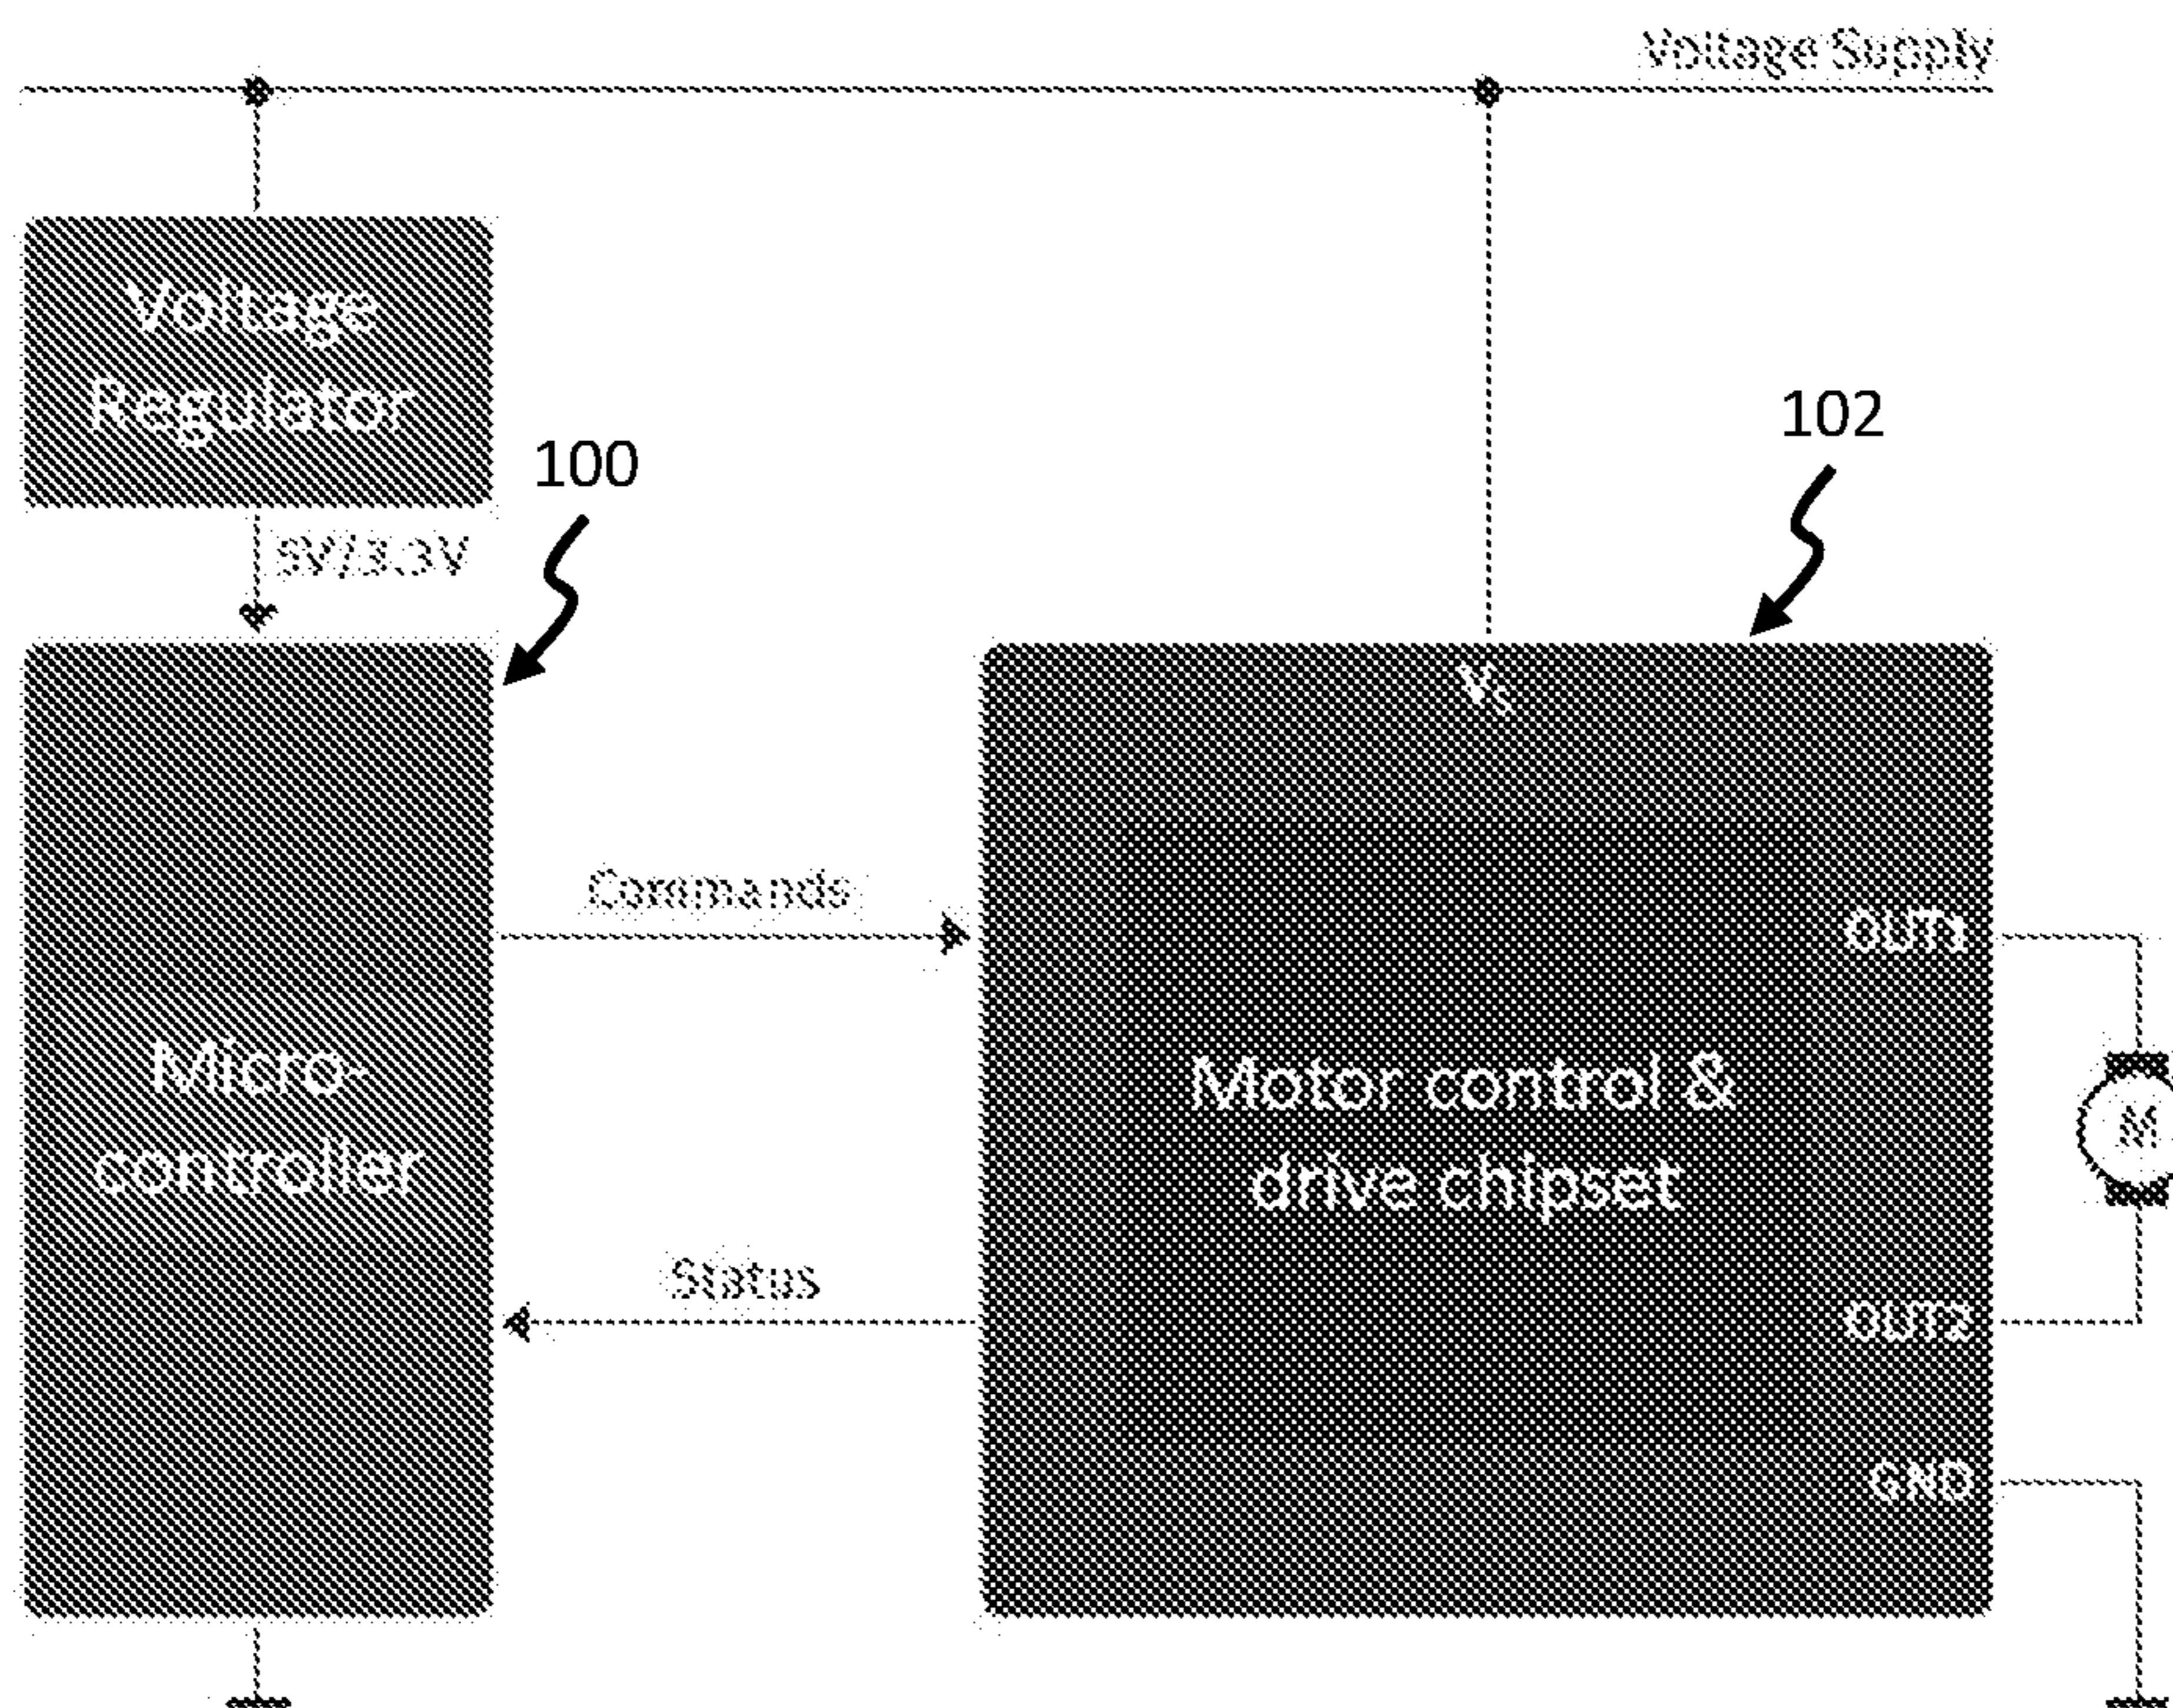 Voltage Supply
Voltage
Regulator
100
102
5V/3.3V
Vs
Commands
OUT1
Micro-
controller
Motor control &
drive chipset
M
Status
OUT2
GND